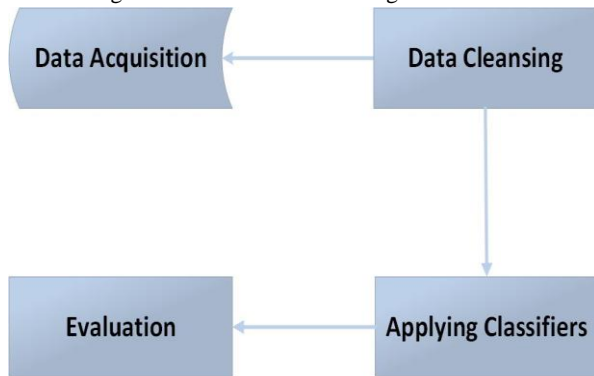 Data Acquisition
Data Cleansing
Evaluation
Applying Classifiers